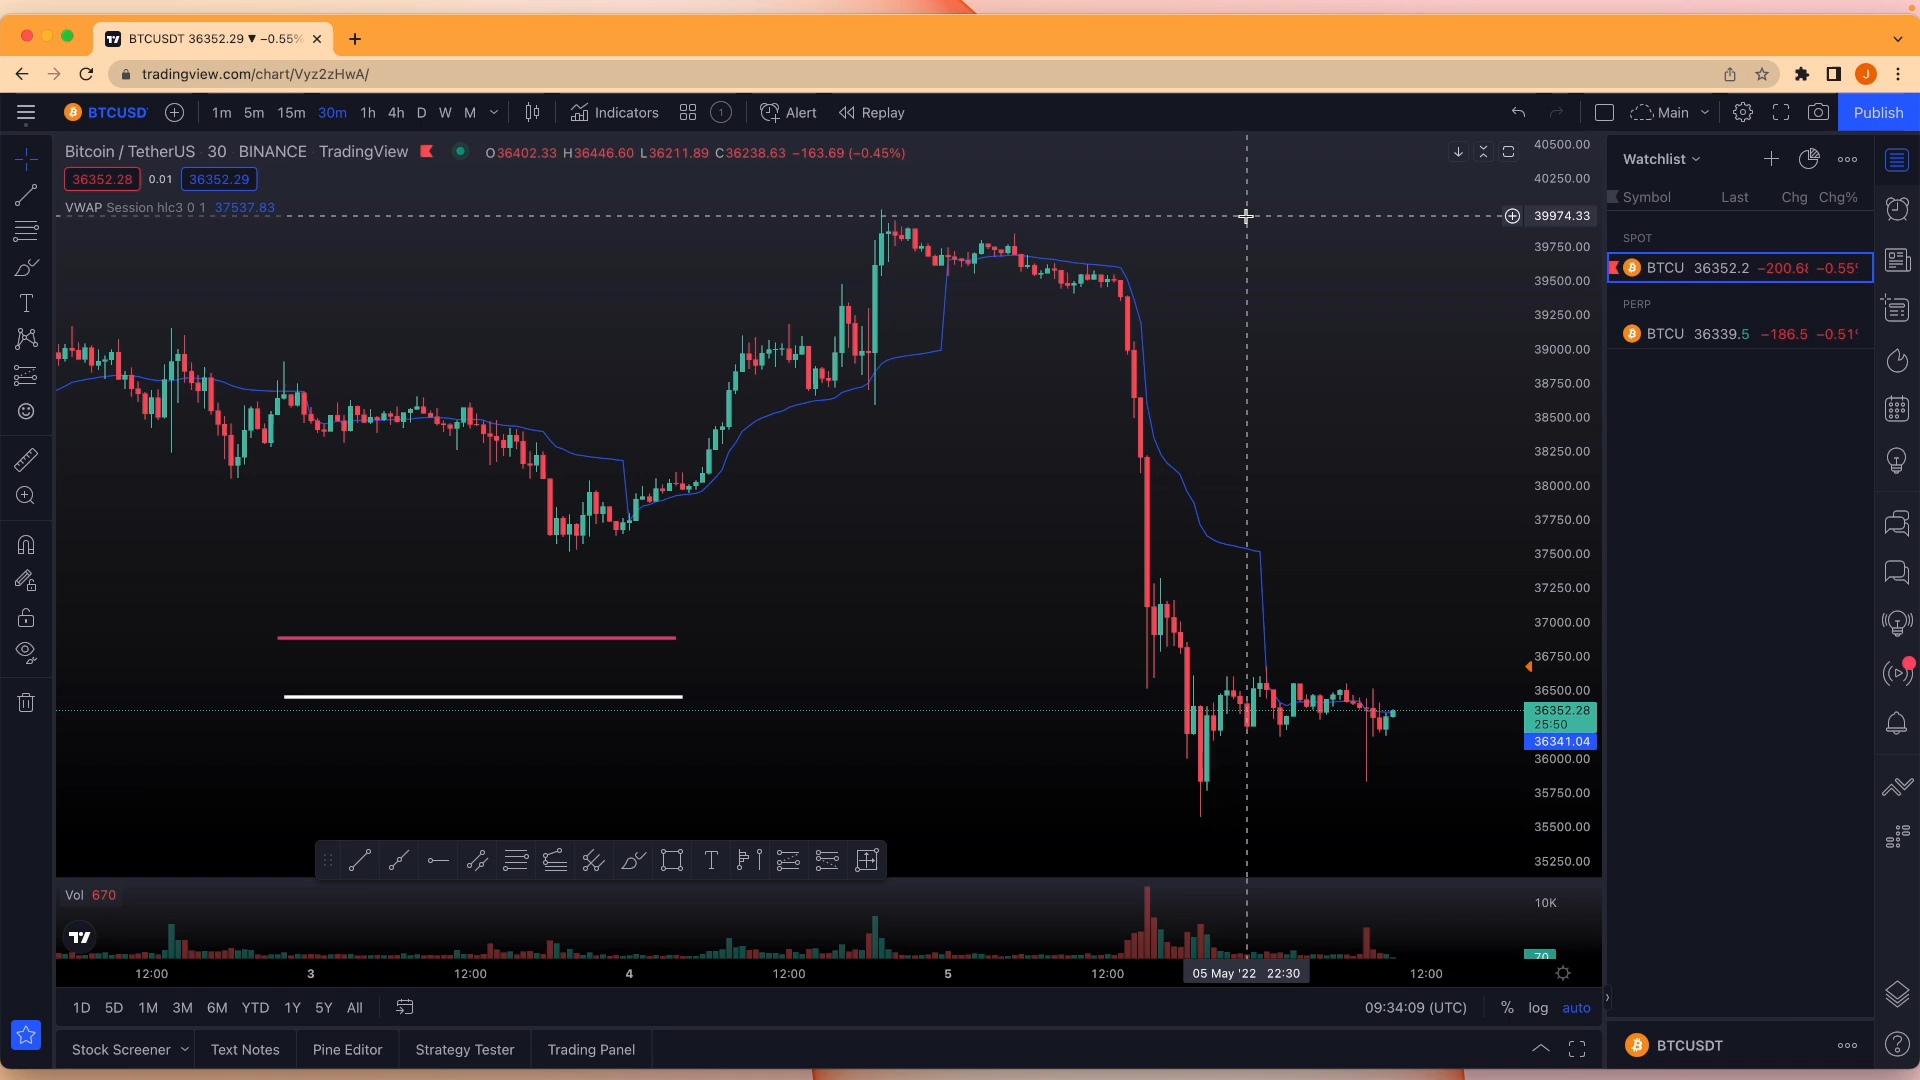 BTCUSDT 36352.29 ▼ −0.55%
tradingview.com/chart/Vyz2zHwA/
J
BTCUSD
1m 5m 15m 30m 1h 4h D W M
Indicators
1
Alert
Replay
Main
Publish
Bitcoin / TetherUS 30 BINANCE TradingView
O36402.33 H36446.60 L36211.89 C36238.63 −163.69 (−0.45%)
36352.28 0.01 36352.29
VWAP Session hlc3 0 1 37537.83
40500.00
40250.00
39974.33
39750.00
39500.00
39250.00
39000.00
38750.00
38500.00
38250.00
38000.00
37750.00
37500.00
37250.00
37000.00
36750.00
36500.00
36352.28
25:50
36341.04
36000.00
35750.00
35500.00
35250.00
Watchlist
Symbol Last Chg Chg%
SPOT
BTCU 36352.2 −200.68 −0.55%
PERP
BTCU 36339.5 −186.5 −0.51%
Vol 670
10K
70
12:00 3 12:00 4 12:00 5 12:00 05 May '22 22:30 12:00
1D 5D 1M 3M 6M YTD 1Y 5Y All
09:34:09 (UTC) % log auto
Stock Screener Text Notes Pine Editor Strategy Tester Trading Panel
BTCUSDT